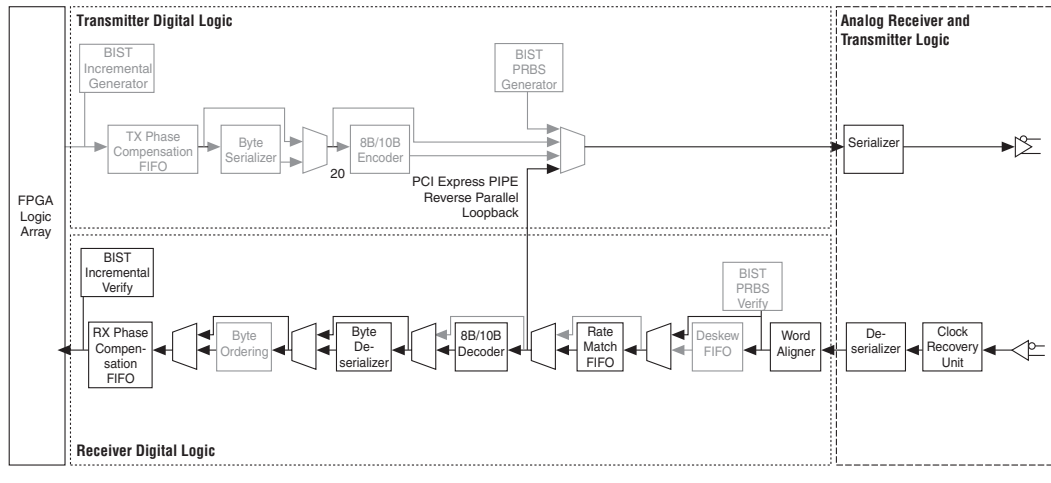 Transmitter Digital Logic
Analog Receiver and
Transmitter Logic
BIST
Incremental
Generator
BIST
PRBS
Generator
TX Phase
Compensation
FIFO
Byte
Serializer
20
8B/10B
Encoder
Serializer
PCI Express PIPE
Reverse Parallel
Loopback
FPGA
Logic
Array
BIST
Incremental
Verify
BIST
PRBS
Verify
RX Phase
Compen-
sation
FIFO
Byte
Ordering
Byte
De-
serializer
8B/10B
Decoder
Rate
Match
FIFO
Deskew
FIFO
Word
Aligner
De-
serializer
Clock
Recovery
Unit
Receiver Digital Logic